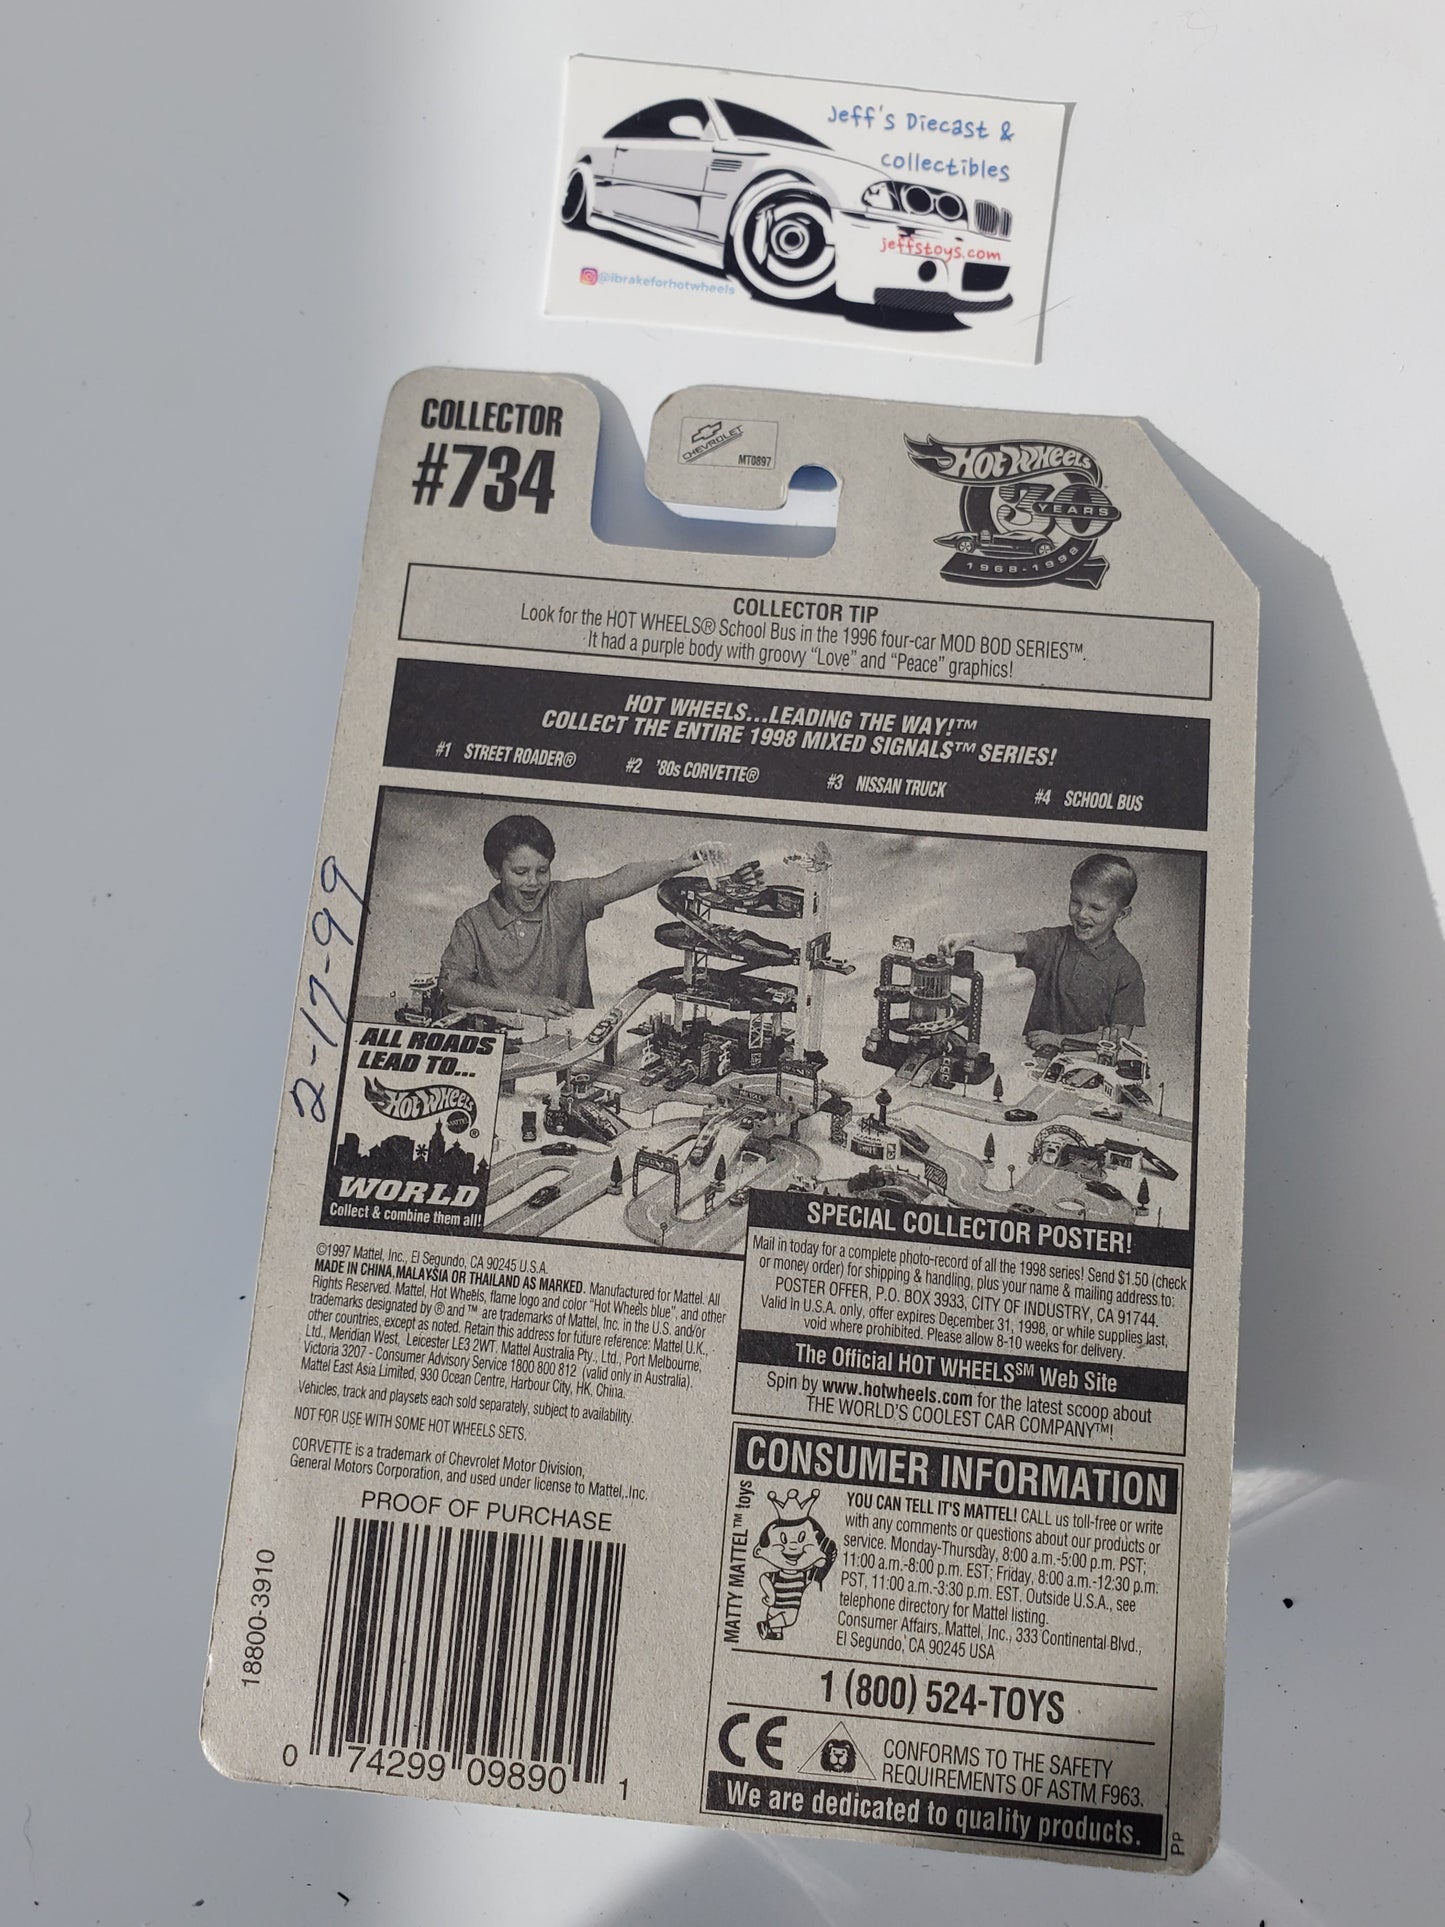 Jeff's Diecast &
collectibles
jeffstoys.com
@ibrakeforhotwheels
COLLECTOR
#734
CHEVROLET
MT0897
HOT WHEELS
30
YEARS
1968-1998
COLLECTOR TIP
Look for the HOT WHEELS® School Bus in the 1996 four-car MOD BOD SERIES™.
It had a purple body with groovy “Love” and “Peace” graphics!
HOT WHEELS...LEADING THE WAY!™
COLLECT THE ENTIRE 1998 MIXED SIGNALS™ SERIES!
#1 STREET ROADER® #2 '80s CORVETTE® #3 NISSAN TRUCK #4 SCHOOL BUS
2-17-99
ALL ROADS
LEAD TO...
HOT WHEELS
MATTEL
®
WORLD
Collect & combine them all!
©1997 Mattel, Inc., El Segundo, CA 90245 U.S.A.
MADE IN CHINA, MALAYSIA OR THAILAND AS MARKED. Manufactured for Mattel. All
Rights Reserved. Mattel, Hot Wheels, flame logo and color “Hot Wheels blue”, and other
trademarks designated by ® and ™ are trademarks of Mattel, Inc. in the U.S. and/or
other countries, except as noted. Retain this address for future reference: Mattel U.K.,
Ltd., Meridian West, Leicester LE3 2WT. Mattel Australia Pty., Ltd., Port Melbourne,
Victoria 3207 - Consumer Advisory Service 1800 800 812 (valid only in Australia).
Mattel East Asia Limited, 930 Ocean Centre, Harbour City, HK, China.
Vehicles, track and playsets each sold separately, subject to availability.
NOT FOR USE WITH SOME HOT WHEELS SETS.
CORVETTE is a trademark of Chevrolet Motor Division,
General Motors Corporation, and used under license to Mattel, Inc.
PROOF OF PURCHASE
18800-3910
0 74299 09890 1
SPECIAL COLLECTOR POSTER!
Mail in today for a complete photo-record of all the 1998 series! Send $1.50 (check
or money order) for shipping & handling, plus your name & mailing address to:
POSTER OFFER, P.O. BOX 3933, CITY OF INDUSTRY, CA 91744.
Valid in U.S.A. only, offer expires December 31, 1998, or while supplies last,
void where prohibited. Please allow 8-10 weeks for delivery.
The Official HOT WHEELS℠ Web Site
Spin by www.hotwheels.com for the latest scoop about
THE WORLD'S COOLEST CAR COMPANY™!
CONSUMER INFORMATION
MATTY MATTEL™ toys
YOU CAN TELL IT'S MATTEL! CALL us toll-free or write
with any comments or questions about our products or
service. Monday-Thursday, 8:00 a.m.-5:00 p.m. PST;
11:00 a.m.-8:00 p.m. EST; Friday, 8:00 a.m.-12:30 p.m.
PST, 11:00 a.m.-3:30 p.m. EST. Outside U.S.A., see
telephone directory for Mattel listing.
Consumer Affairs, Mattel, Inc., 333 Continental Blvd.,
El Segundo, CA 90245 USA
1 (800) 524-TOYS
CE
CONFORMS TO THE SAFETY
REQUIREMENTS OF ASTM F963.
We are dedicated to quality products.
PP